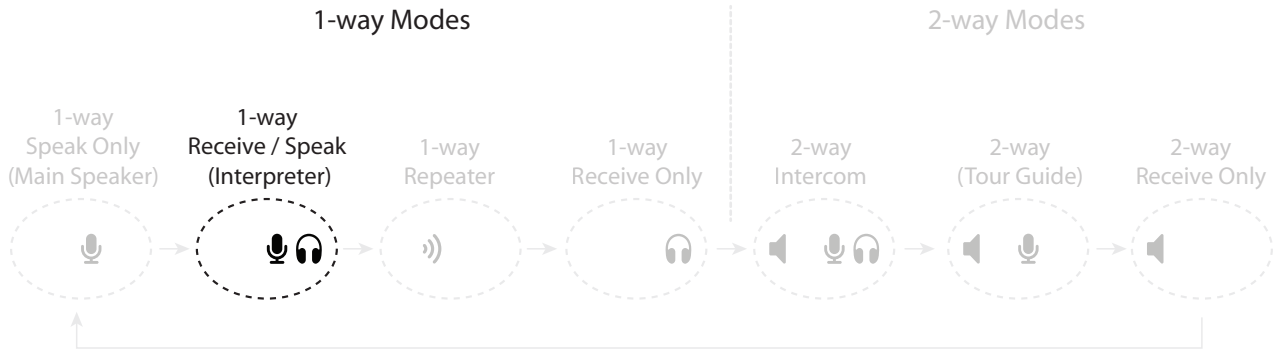 1-way Modes
2-way Modes
1-way
Speak Only
(Main Speaker)
1-way
Receive / Speak
(Interpreter)
1-way
Repeater
1-way
Receive Only
2-way
Intercom
2-way
(Tour Guide)
2-way
Receive Only